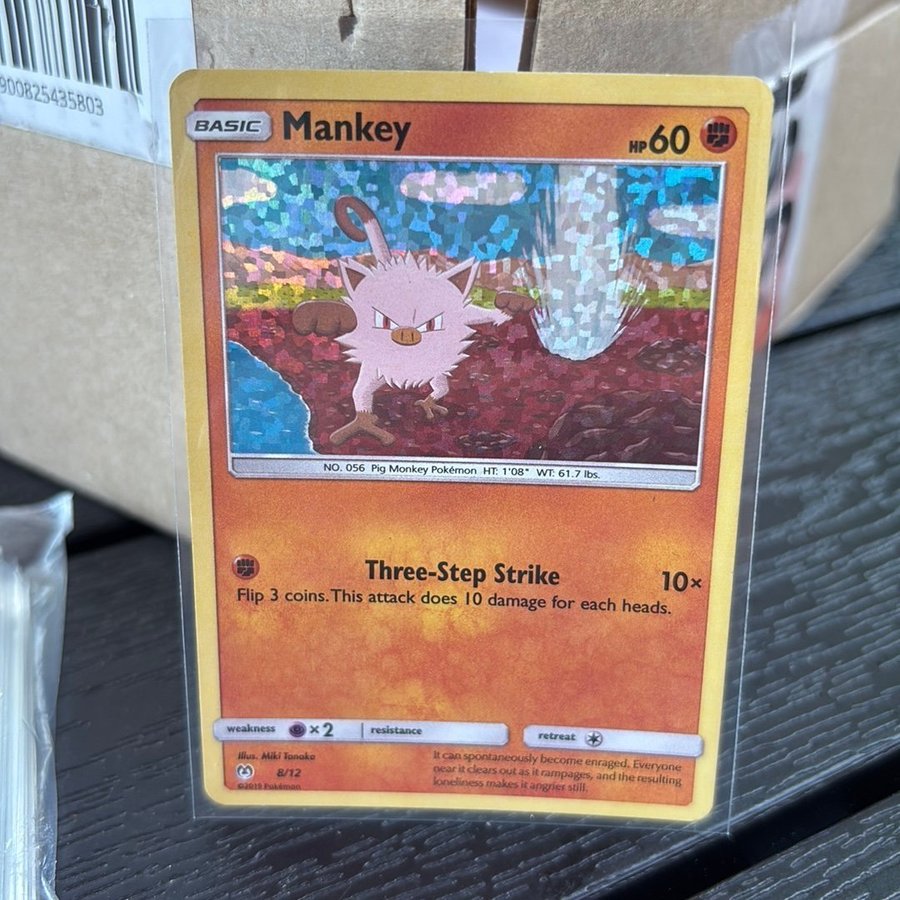 900825435803
BASIC Mankey HP 60
NO. 056 Pig Monkey Pokémon HT: 1'08" WT: 61.7 lbs.
Three-Step Strike 10×
Flip 3 coins. This attack does 10 damage for each heads.
weakness ×2 resistance retreat
Illus. Miki Tanaka
8/12
©2019 Pokémon
It can spontaneously become enraged. Everyone
near it clears out as it rampages, and the resulting
loneliness makes it angrier still.